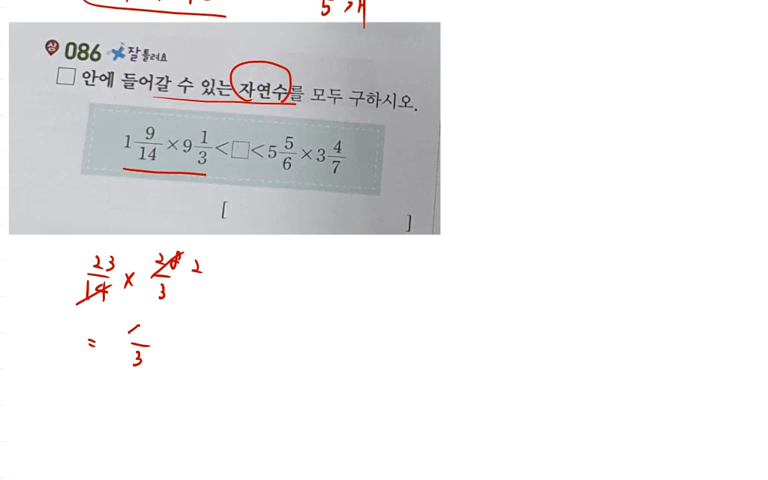 5개
상 086 잘 틀려요
□ 안에 들어갈 수 있는 자연수를 모두 구하시오.
1 9/14 × 9 1/3 < □ < 5 5/6 × 3 4/7
[ ]
23/14 × 28/3 2
= /3